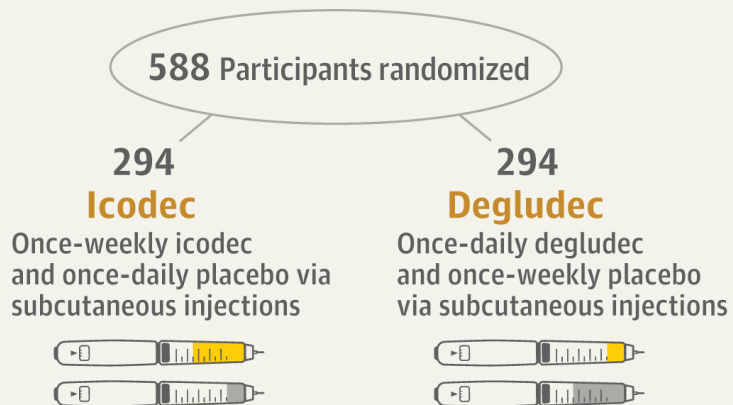 588 Participants randomized
294
Icodec
Once-weekly icodec
and once-daily placebo via
subcutaneous injections
294
Degludec
Once-daily degludec
and once-weekly placebo
via subcutaneous injections